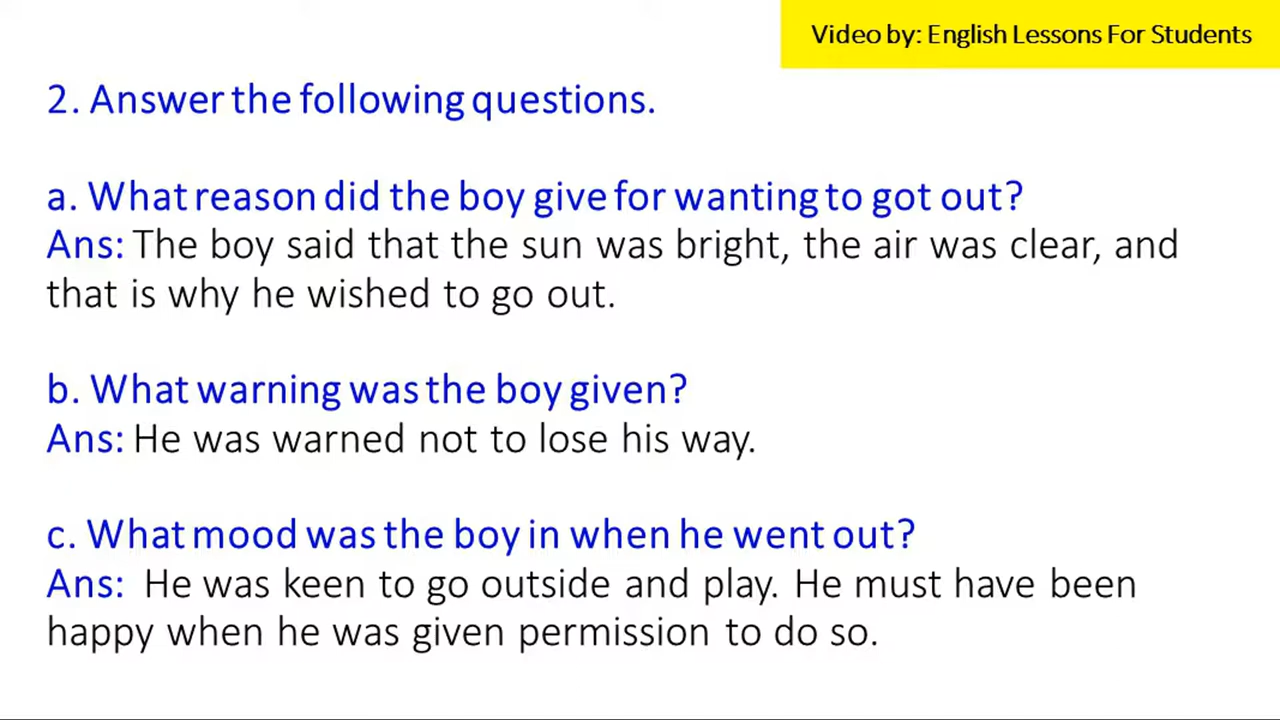 Video by: English Lessons For Students
2. Answer the following questions.
a. What reason did the boy give for wanting to got out?
Ans: The boy said that the sun was bright, the air was clear, and
that is why he wished to go out.
b. What warning was the boy given?
Ans: He was warned not to lose his way.
c. What mood was the boy in when he went out?
Ans: He was keen to go outside and play. He must have been
happy when he was given permission to do so.